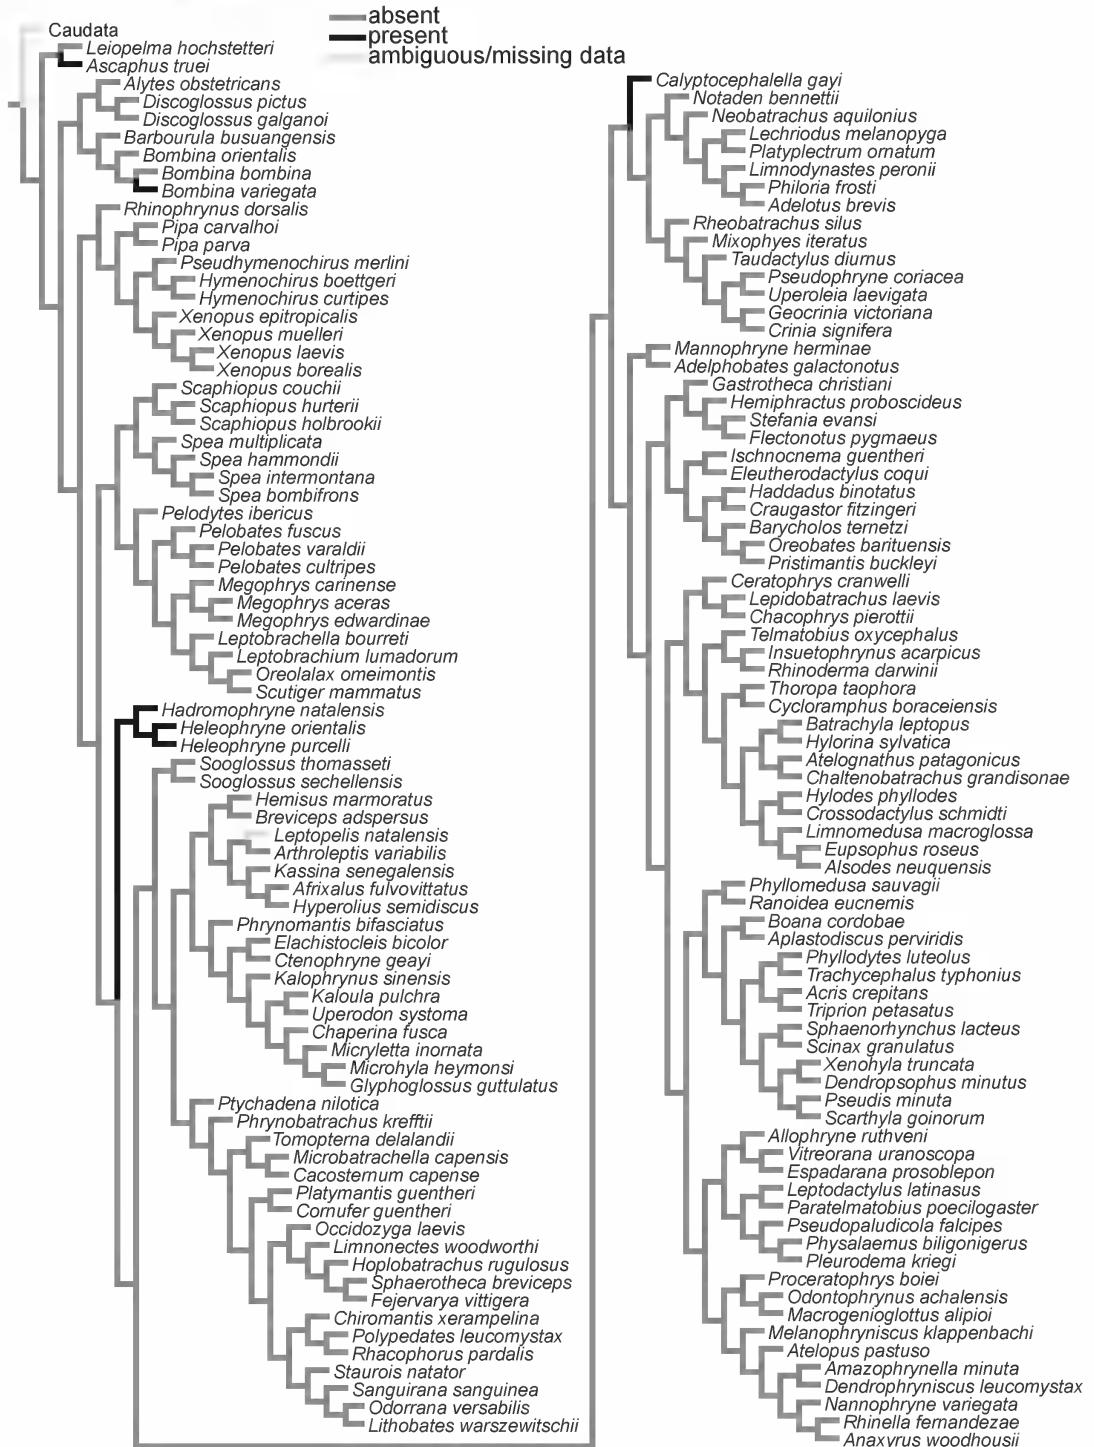 absent
present
ambiguous/missing data
Caudata
Leiopelma hochstetteri
Ascaphus truei
Alytes obstetricans
Discoglossus pictus
Discoglossus galganoi
Barbourula busuangensis
Bombina orientalis
Bombina bombina
Bombina variegata
Rhinophrynus dorsalis
Pipa carvalhoi
Pipa parva
Pseudhymenochirus merlini
Hymenochirus boettgeri
Hymenochirus curtipes
Xenopus epitropicalis
Xenopus muelleri
Xenopus laevis
Xenopus borealis
Scaphiopus couchii
Scaphiopus hurterii
Scaphiopus holbrookii
Spea multiplicata
Spea hammondii
Spea intermontana
Spea bombifrons
Pelodytes ibericus
Pelobates fuscus
Pelobates varaldii
Pelobates cultripes
Megophrys carinense
Megophrys aceras
Megophrys edwardinae
Leptobrachella bourreti
Leptobrachium lumadorum
Oreolalax omeimontis
Scutiger mammatus
Hadromophryne natalensis
Heleophryne orientalis
Heleophryne purcelli
Sooglossus thomasseti
Sooglossus sechellensis
Hemisus marmoratus
Breviceps adspersus
Leptopelis natalensis
Arthroleptis variabilis
Kassina senegalensis
Afrixalus fulvovittatus
Hyperolius semidiscus
Phrynomantis bifasciatus
Elachistocleis bicolor
Ctenophryne geayi
Kalophrynus sinensis
Kaloula pulchra
Uperodon systoma
Chaperina fusca
Micryletta inornata
Microhyla heymonsi
Glyphoglossus guttulatus
Ptychadena nilotica
Phrynobatrachus krefftii
Tomopterna delalandii
Microbatrachella capensis
Cacosternum capense
Platymantis guentheri
Cornufer guentheri
Occidozyga laevis
Limnonectes woodworthi
Hoplobatrachus rugulosus
Sphaerotheca breviceps
Fejervarya vittigera
Chiromantis xerampelina
Polypedates leucomystax
Rhacophorus pardalis
Staurois natator
Sanguirana sanguinea
Odorrana versabilis
Lithobates warszewitschii
Calyptocephalella gayi
Notaden bennettii
Neobatrachus aquilonius
Lechriodus melanopyga
Platyplectrum ornatum
Limnodynastes peronii
Philoria frosti
Adelotus brevis
Rheobatrachus silus
Mixophyes iteratus
Taudactylus diurnus
Pseudophryne coriacea
Uperoleia laevigata
Geocrinia victoriana
Crinia signifera
Mannophryne herminae
Adelphobates galactonotus
Gastrotheca christiani
Hemiphractus proboscideus
Stefania evansi
Flectonotus pygmaeus
Ischnocnema guentheri
Eleutherodactylus coqui
Haddadus binotatus
Craugastor fitzingeri
Barycholos ternetzi
Oreobates barituensis
Pristimantis buckleyi
Ceratophrys cranwelli
Lepidobatrachus laevis
Chacophrys pierottii
Telmatobius oxycephalus
Insuetophrynus acarpicus
Rhinoderma darwinii
Thoropa taophora
Cycloramphus boraceiensis
Batrachyla leptopus
Hylorina sylvatica
Atelognathus patagonicus
Chaltenobatrachus grandisonae
Hylodes phyllodes
Crossodactylus schmidti
Limnomedusa macroglossa
Eupsophus roseus
Alsodes neuquensis
Phyllomedusa sauvagii
Ranoidea eucnemis
Boana cordobae
Aplastodiscus perviridis
Phyllodytes luteolus
Trachycephalus typhonius
Acris crepitans
Triprion petasatus
Sphaenorhynchus lacteus
Scinax granulatus
Xenohyla truncata
Dendropsophus minutus
Pseudis minuta
Scarthyla goinorum
Allophryne ruthveni
Vitreorana uranoscopa
Espadarana prosoblepon
Leptodactylus latinasus
Paratelmatobius poecilogaster
Pseudopaludicola falcipes
Physalaemus biligonigerus
Pleurodema kriegi
Proceratophrys boiei
Odontophrynus achalensis
Macrogenioglottus alipioi
Melanophryniscus klappenbachi
Atelopus pastuso
Amazophrynella minuta
Dendrophryniscus leucomystax
Nannophryne variegata
Rhinella fernandezae
Anaxyrus woodhousii